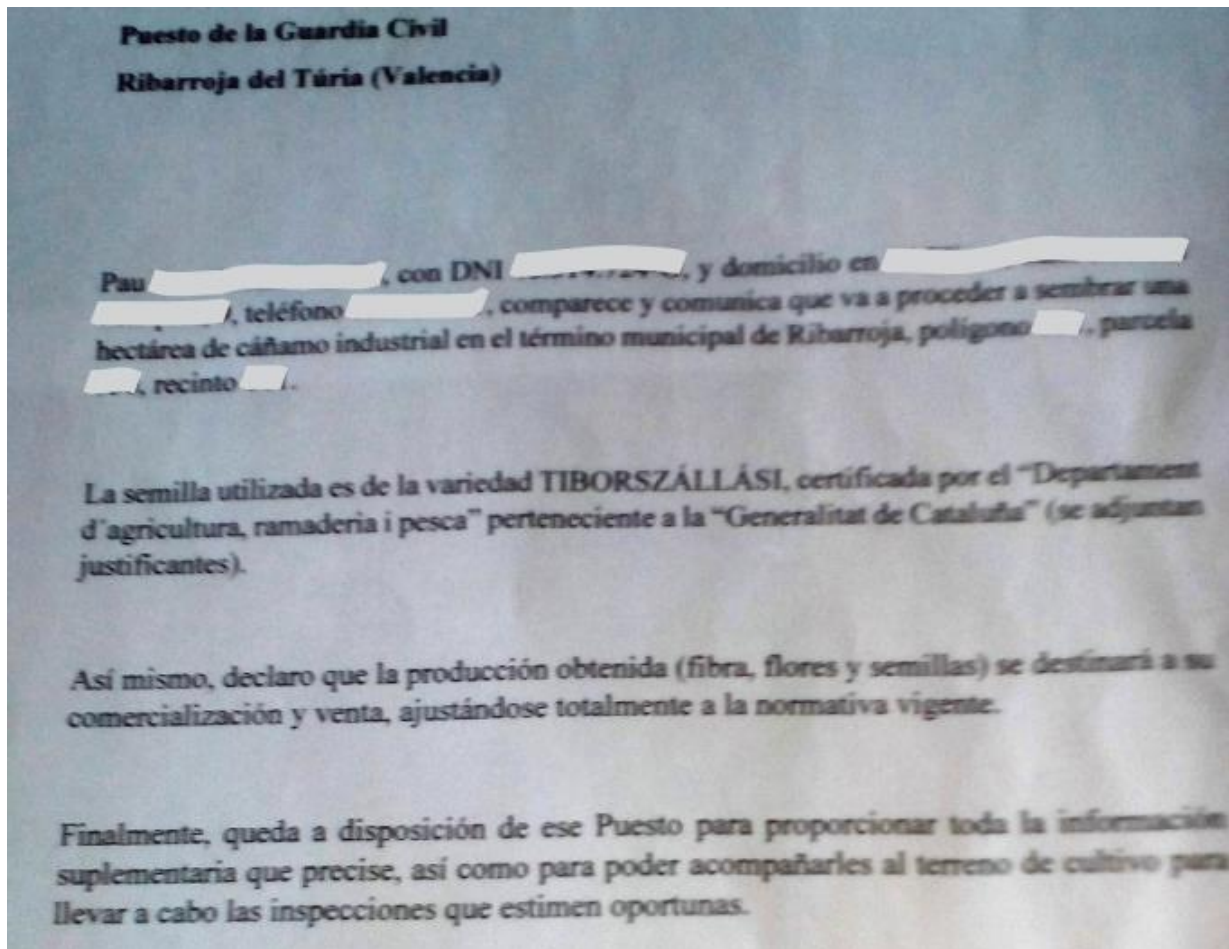 Puesto de la Guardia Civil
Ribarroja del Túria (Valencia)
Pau , con DNI , y domicilio en
, teléfono , comparece y comunica que va a proceder a sembrar una
hectárea de cáñamo industrial en el término municipal de Ribarroja, polígono , parcela
, recinto .
La semilla utilizada es de la variedad TIBORSZÁLLÁSI, certificada por el “Departament
d´agricultura, ramaderia i pesca” perteneciente a la “Generalitat de Cataluña” (se adjuntan
justificantes).
Así mismo, declaro que la producción obtenida (fibra, flores y semillas) se destinará a su
comercialización y venta, ajustándose totalmente a la normativa vigente.
Finalmente, queda a disposición de ese Puesto para proporcionar toda la información
suplementaria que precise, así como para poder acompañarles al terreno de cultivo para
llevar a cabo las inspecciones que estimen oportunas.